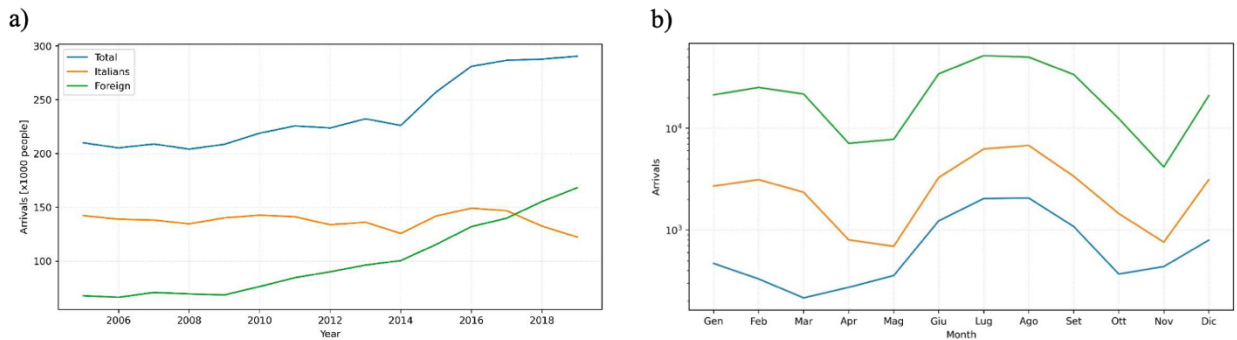 a)
Arrivals [x1000 people]
300
250
200
150
100
Total
Italians
Foreign
2006 2008 2010 2012 2014 2016 2018
Year
b)
Arrivals
10^4
10^3
Gen Feb Mar Apr Mag Giu Lug Ago Set Ott Nov Dic
Month